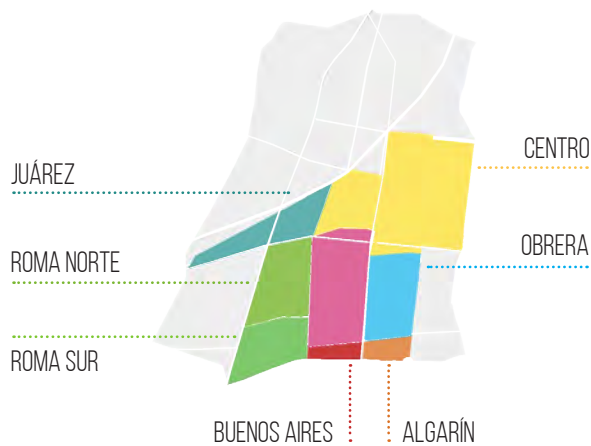 CENTRO
JUÁREZ
OBRERA
ROMA NORTE
ROMA SUR
BUENOS AIRES
ALGARÍN